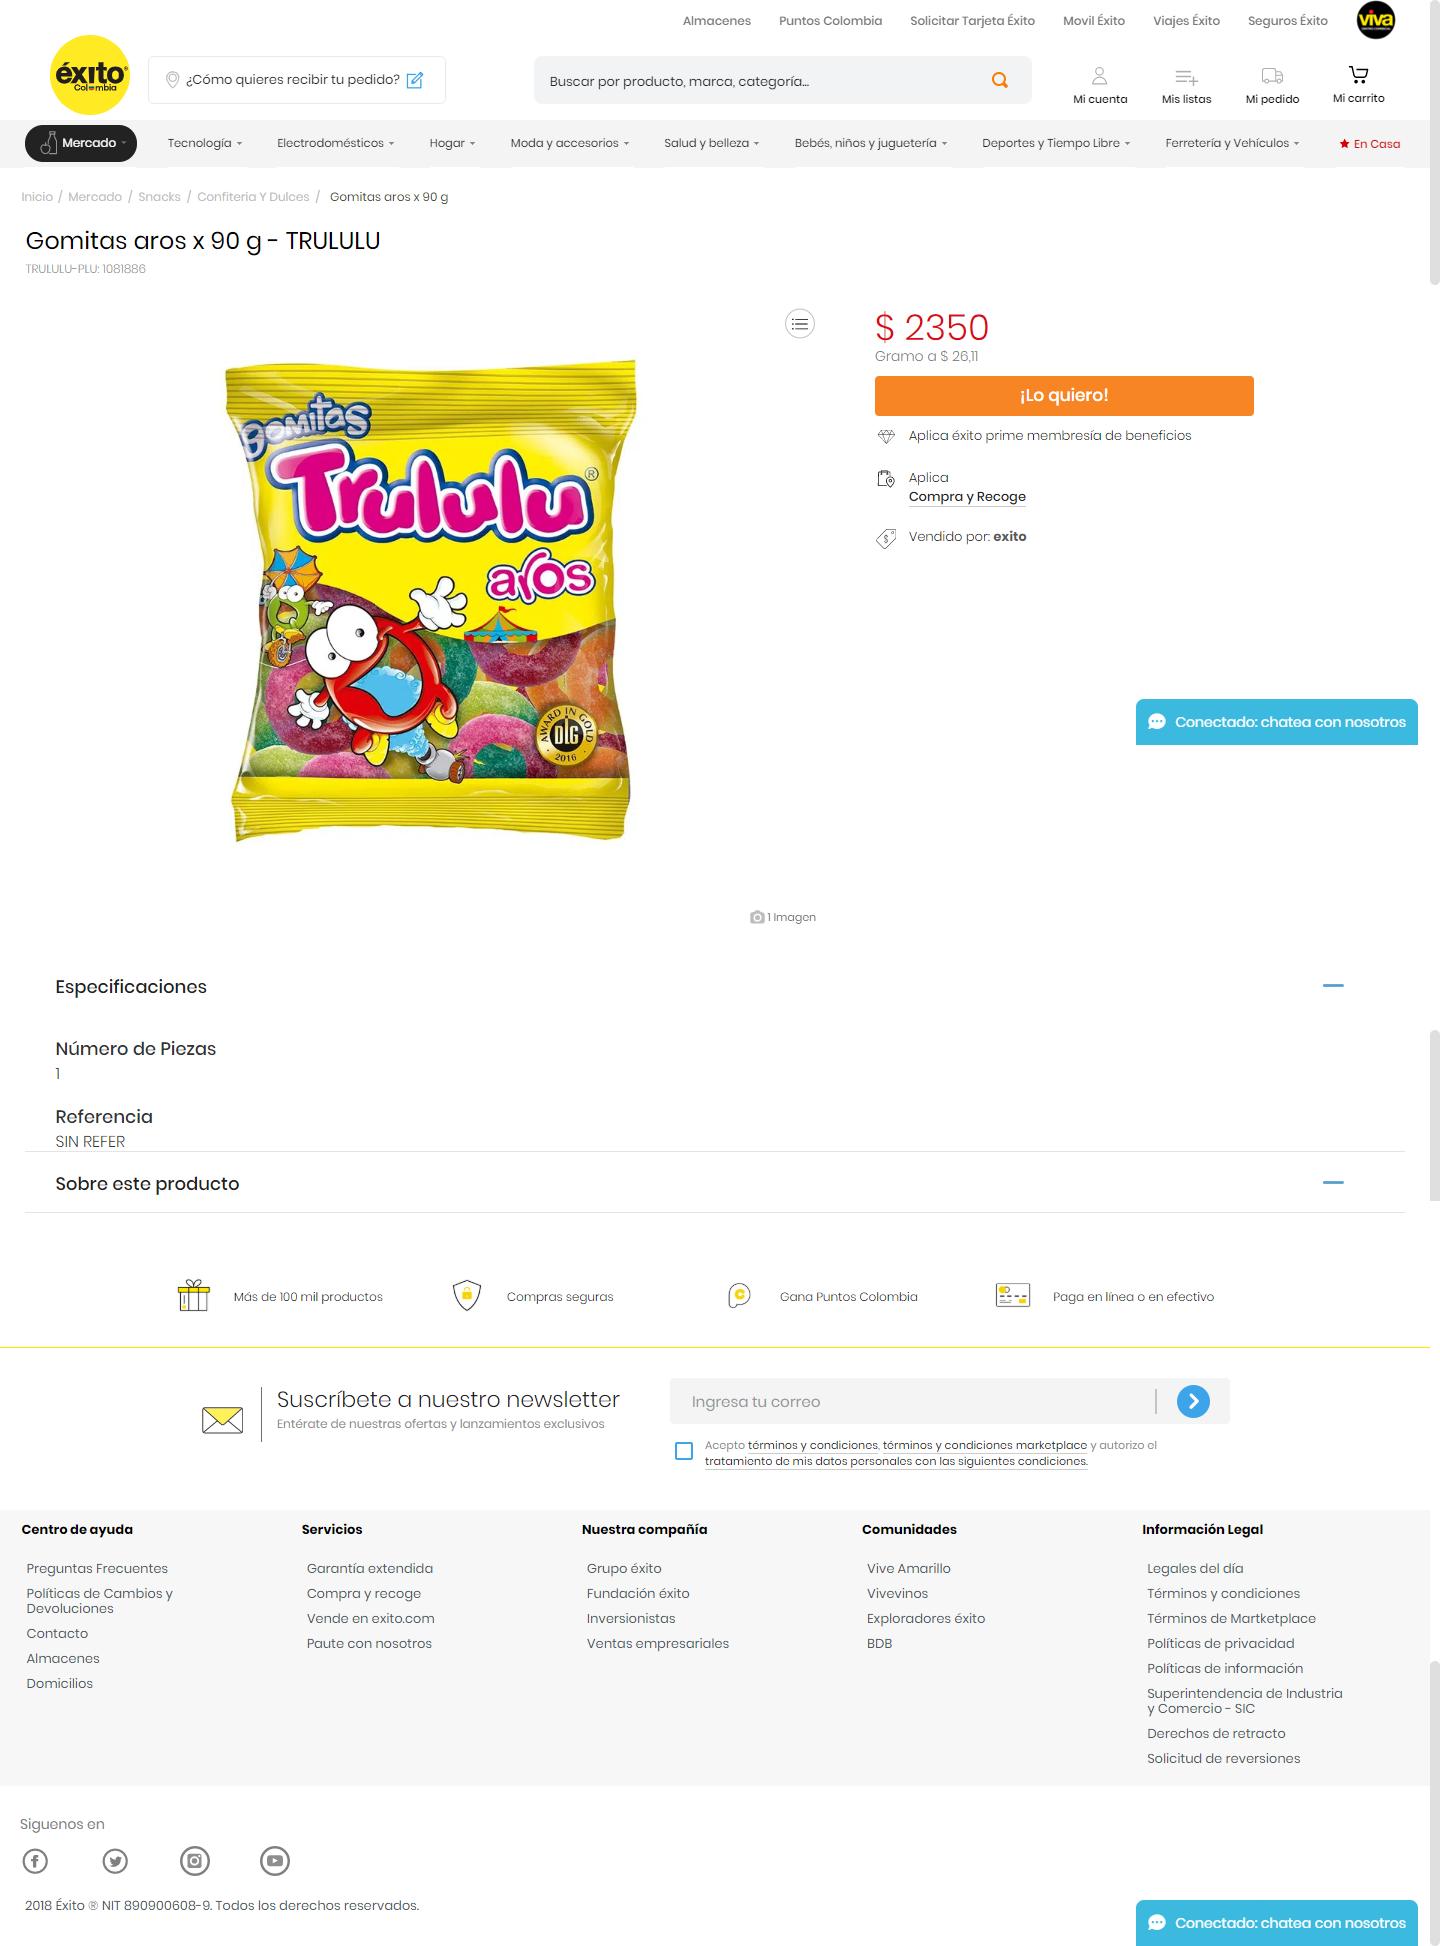 Almacenes Puntos Colombia Solicitar Tarjeta Éxito Movil Éxito Viajes Éxito Seguros Éxito viva
éxito
Colombia
¿Cómo quieres recibir tu pedido?
Buscar por producto, marca, categoría...
Mi cuenta Mis listas Mi pedido Mi carrito
Mercado Tecnología Electrodomésticos Hogar Moda y accesorios Salud y belleza Bebés, niños y juguetería Deportes y Tiempo Libre Ferretería y Vehículos En Casa
Inicio / Mercado / Snacks / Confiteria Y Dulces / Gomitas aros x 90 g
Gomitas aros x 90 g - TRULULU
TRULULU-PLU: 1081886
Gomitas
Trululu®
aros
AWARD IN GOLD
DLG
2016
$ 2350
Gramo a $ 26,11
¡Lo quiero!
Aplica éxito prime membresía de beneficios
Aplica
Compra y Recoge
Vendido por: exito
Conectado: chatea con nosotros
1 Imagen
Especificaciones
Número de Piezas
1
Referencia
SIN REFER
Sobre este producto
Más de 100 mil productos Compras seguras Gana Puntos Colombia Paga en línea o en efectivo
Suscríbete a nuestro newsletter
Entérate de nuestras ofertas y lanzamientos exclusivos
Ingresa tu correo
Acepto términos y condiciones, términos y condiciones marketplace y autorizo el
tratamiento de mis datos personales con las siguientes condiciones.
Centro de ayuda
Preguntas Frecuentes
Políticas de Cambios y
Devoluciones
Contacto
Almacenes
Domicilios
Servicios
Garantía extendida
Compra y recoge
Vende en exito.com
Paute con nosotros
Nuestra compañía
Grupo éxito
Fundación éxito
Inversionistas
Ventas empresariales
Comunidades
Vive Amarillo
Vivevinos
Exploradores éxito
BDB
Información Legal
Legales del día
Términos y condiciones
Términos de Martketplace
Políticas de privacidad
Políticas de información
Superintendencia de Industria
y Comercio - SIC
Derechos de retracto
Solicitud de reversiones
Siguenos en
2018 Éxito ® NIT 890900608-9. Todos los derechos reservados.
Conectado: chatea con nosotros